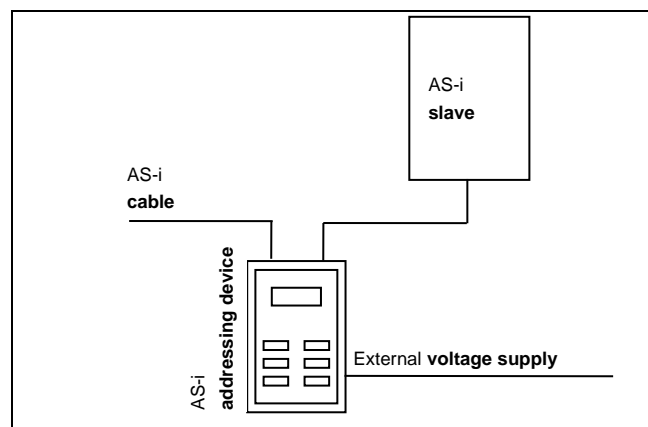 AS-i
slave
AS-i
cable
AS-i
addressing device
External voltage supply